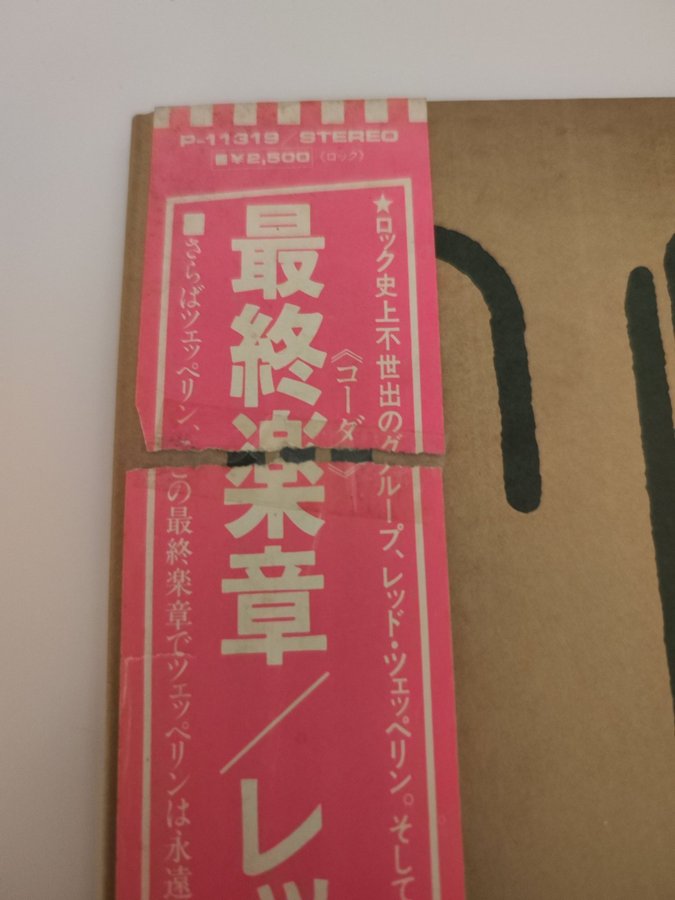 P-11319/STEREO
■¥2,500〈ロック〉
★ロック史上不世出のグループ、レッド・ツェッペリン。そして
《コーダ》
最終楽章／レッ
■さらばツェッペリン、この最終楽章でツェッペリンは永遠